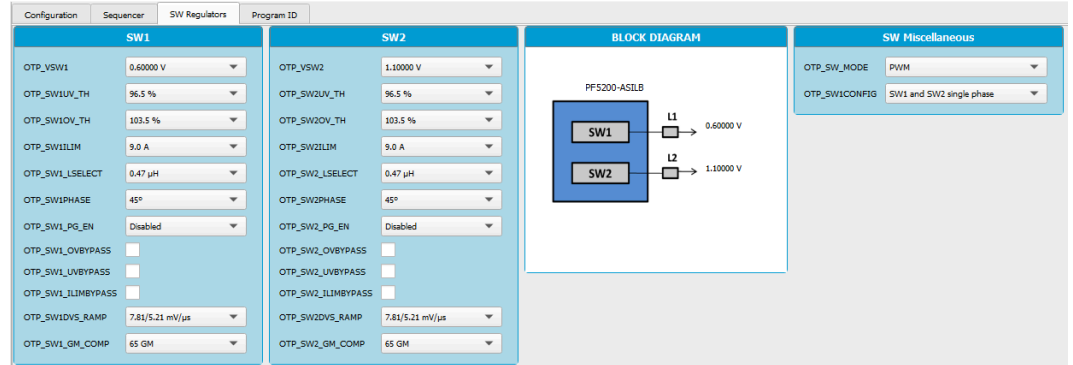 Configuration Sequencer SW Regulators Program ID
SW1
OTP_VSW1 0.60000 V
OTP_SW1UV_TH 96.5 %
OTP_SW1OV_TH 103.5 %
OTP_SW1ILIM 9.0 A
OTP_SW1_LSELECT 0.47 µH
OTP_SW1PHASE 45º
OTP_SW1_PG_EN Disabled
OTP_SW1_OVBYPASS
OTP_SW1_UVBYPASS
OTP_SW1_ILIMBYPASS
OTP_SW1DVS_RAMP 7.81/5.21 mV/µs
OTP_SW1_GM_COMP 65 GM
SW2
OTP_VSW2 1.10000 V
OTP_SW2UV_TH 96.5 %
OTP_SW2OV_TH 103.5 %
OTP_SW2ILIM 9.0 A
OTP_SW2_LSELECT 0.47 µH
OTP_SW2PHASE 45º
OTP_SW2_PG_EN Disabled
OTP_SW2_OVBYPASS
OTP_SW2_UVBYPASS
OTP_SW2_ILIMBYPASS
OTP_SW2DVS_RAMP 7.81/5.21 mV/µs
OTP_SW2_GM_COMP 65 GM
BLOCK DIAGRAM
PF5200-ASILB
SW1 L1 0.60000 V
SW2 L2 1.10000 V
SW Miscellaneous
OTP_SW_MODE PWM
OTP_SW1CONFIG SW1 and SW2 single phase